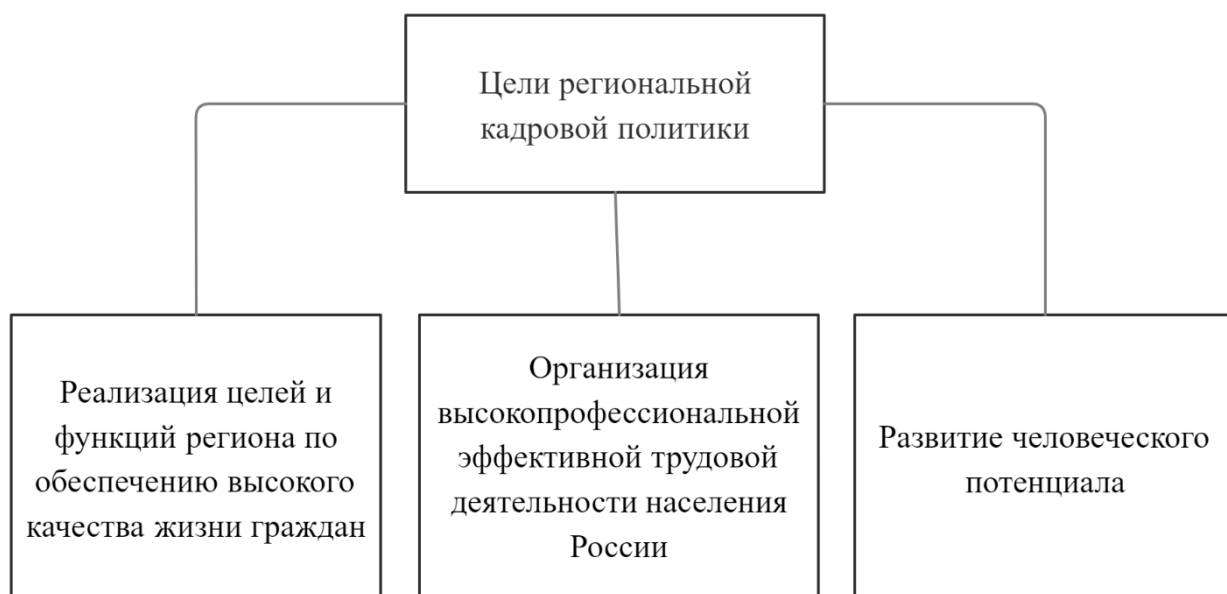 Цели региональной
кадровой политики
Реализация целей и
функций региона по
обеспечению высокого
качества жизни граждан
Организация
высокопрофессиональной
эффективной трудовой
деятельности населения
России
Развитие человеческого
потенциала